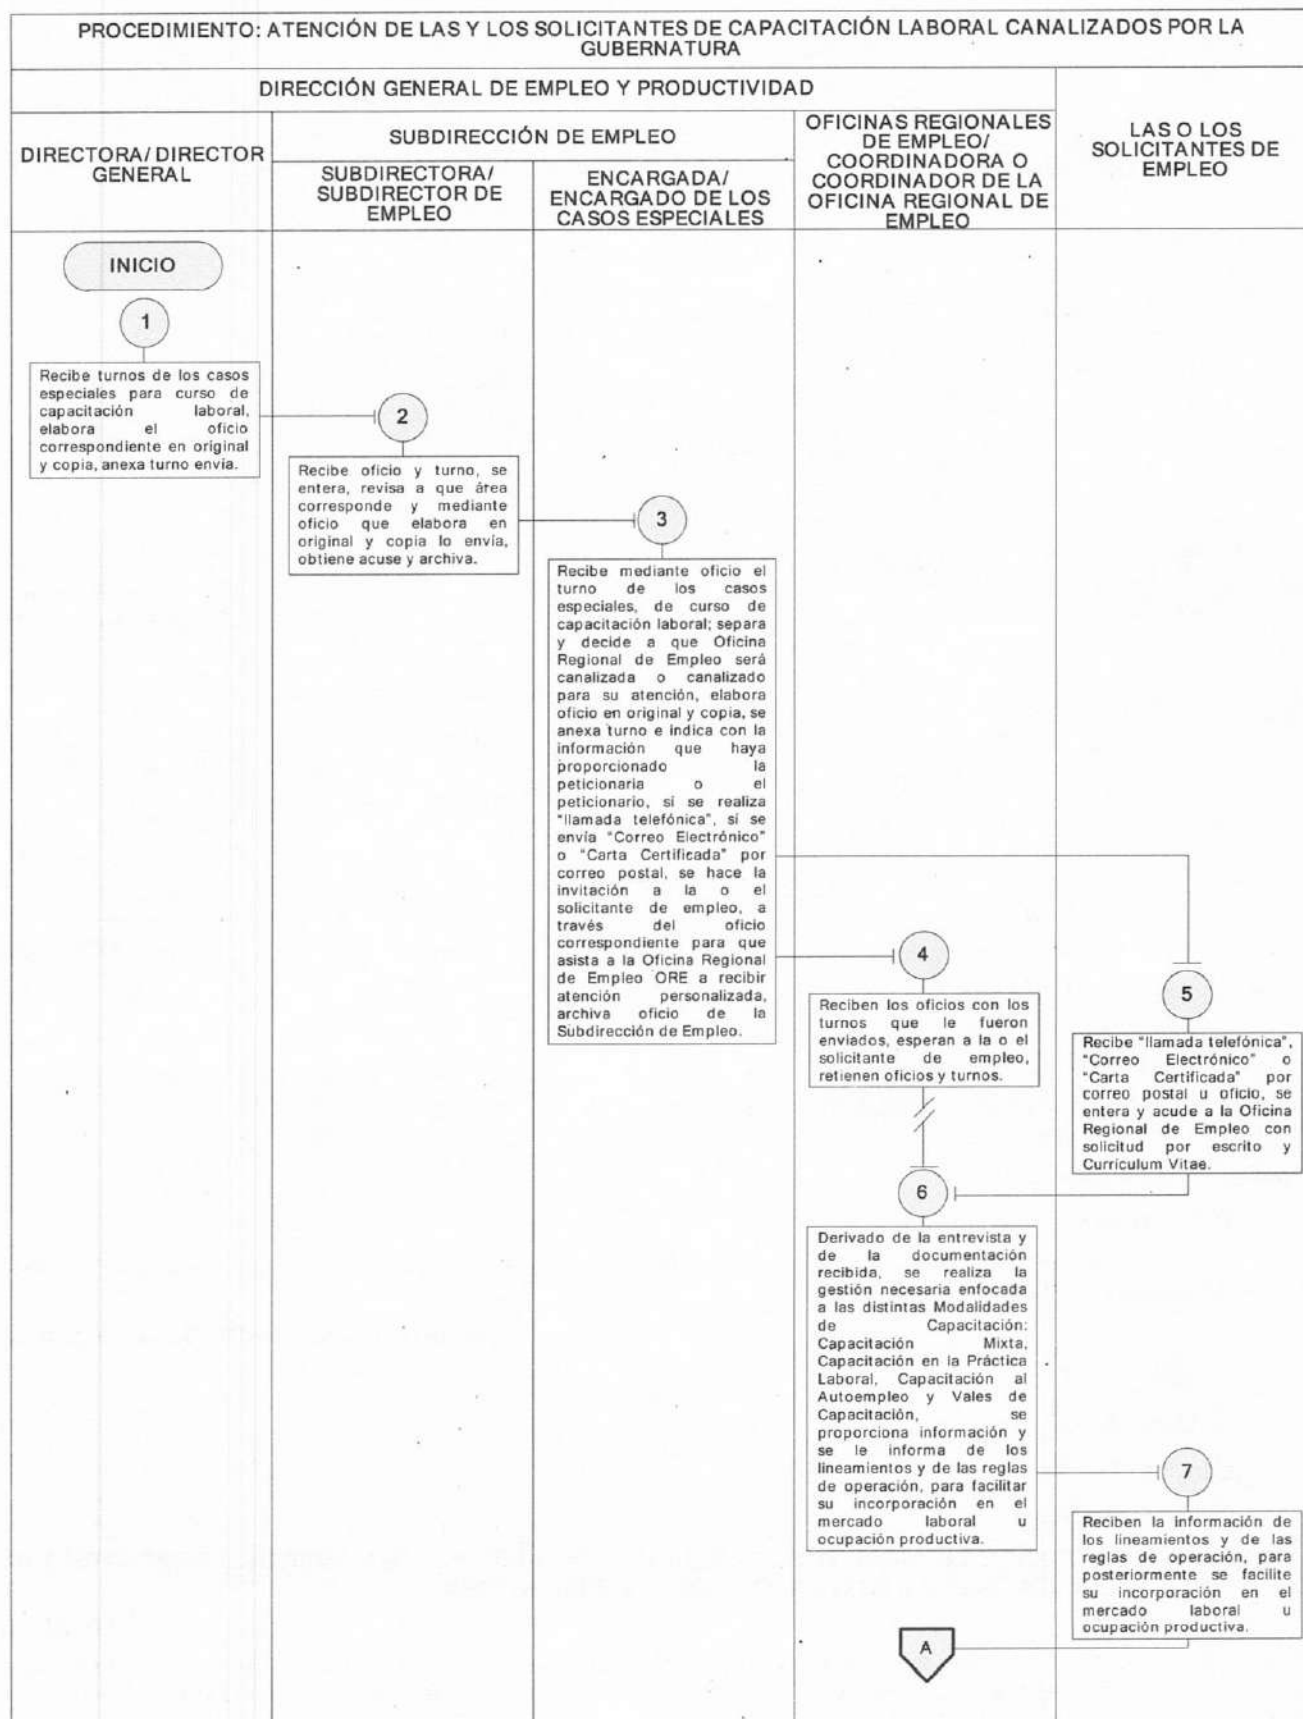 PROCEDIMIENTO: ATENCIÓN DE LAS Y LOS SOLICITANTES DE CAPACITACIÓN LABORAL CANALIZADOS POR LA
GUBERNATURA
DIRECCIÓN GENERAL DE EMPLEO Y PRODUCTIVIDAD
DIRECTORA/ DIRECTOR
GENERAL
SUBDIRECCIÓN DE EMPLEO
SUBDIRECTORA/
SUBDIRECTOR DE
EMPLEO
ENCARGADA/
ENCARGADO DE LOS
CASOS ESPECIALES
OFICINAS REGIONALES
DE EMPLEO/
COORDINADORA O
COORDINADOR DE LA
OFICINA REGIONAL DE
EMPLEO
LAS O LOS
SOLICITANTES DE
EMPLEO
INICIO
1
Recibe turnos de los casos
especiales para curso de
capacitación laboral,
elabora el oficio
correspondiente en original
y copia, anexa turno envía.
2
Recibe oficio y turno, se
entera, revisa a que área
corresponde y mediante
oficio que elabora en
original y copia lo envía,
obtiene acuse y archiva.
3
Recibe mediante oficio el
turno de los casos
especiales, de curso de
capacitación laboral; separa
y decide a que Oficina
Regional de Empleo será
canalizada o canalizado
para su atención, elabora
oficio en original y copia, se
anexa turno e indica con la
información que haya
proporcionado la
peticionaria o el
peticionario, sí se realiza
"llamada telefónica", sí se
envía "Correo Electrónico"
o "Carta Certificada" por
correo postal, se hace la
invitación a la o el
solicitante de empleo, a
través del oficio
correspondiente para que
asista a la Oficina Regional
de Empleo ORE a recibir
atención personalizada,
archiva oficio de la
Subdirección de Empleo.
4
Reciben los oficios con los
turnos que le fueron
enviados, esperan a la o el
solicitante de empleo,
retienen oficios y turnos.
5
Recibe "llamada telefónica",
"Correo Electrónico" o
"Carta Certificada" por
correo postal u oficio, se
entera y acude a la Oficina
Regional de Empleo con
solicitud por escrito y
Currículum Vitae.
6
Derivado de la entrevista y
de la documentación
recibida, se realiza la
gestión necesaria enfocada
a las distintas Modalidades
de Capacitación:
Capacitación Mixta,
Capacitación en la Práctica
Laboral, Capacitación al
Autoempleo y Vales de
Capacitación, se
proporciona información y
se le informa de los
lineamientos y de las reglas
de operación, para facilitar
su incorporación en el
mercado laboral u
ocupación productiva.
7
Reciben la información de
los lineamientos y de las
reglas de operación, para
posteriormente se facilite
su incorporación en el
mercado laboral u
ocupación productiva.
A